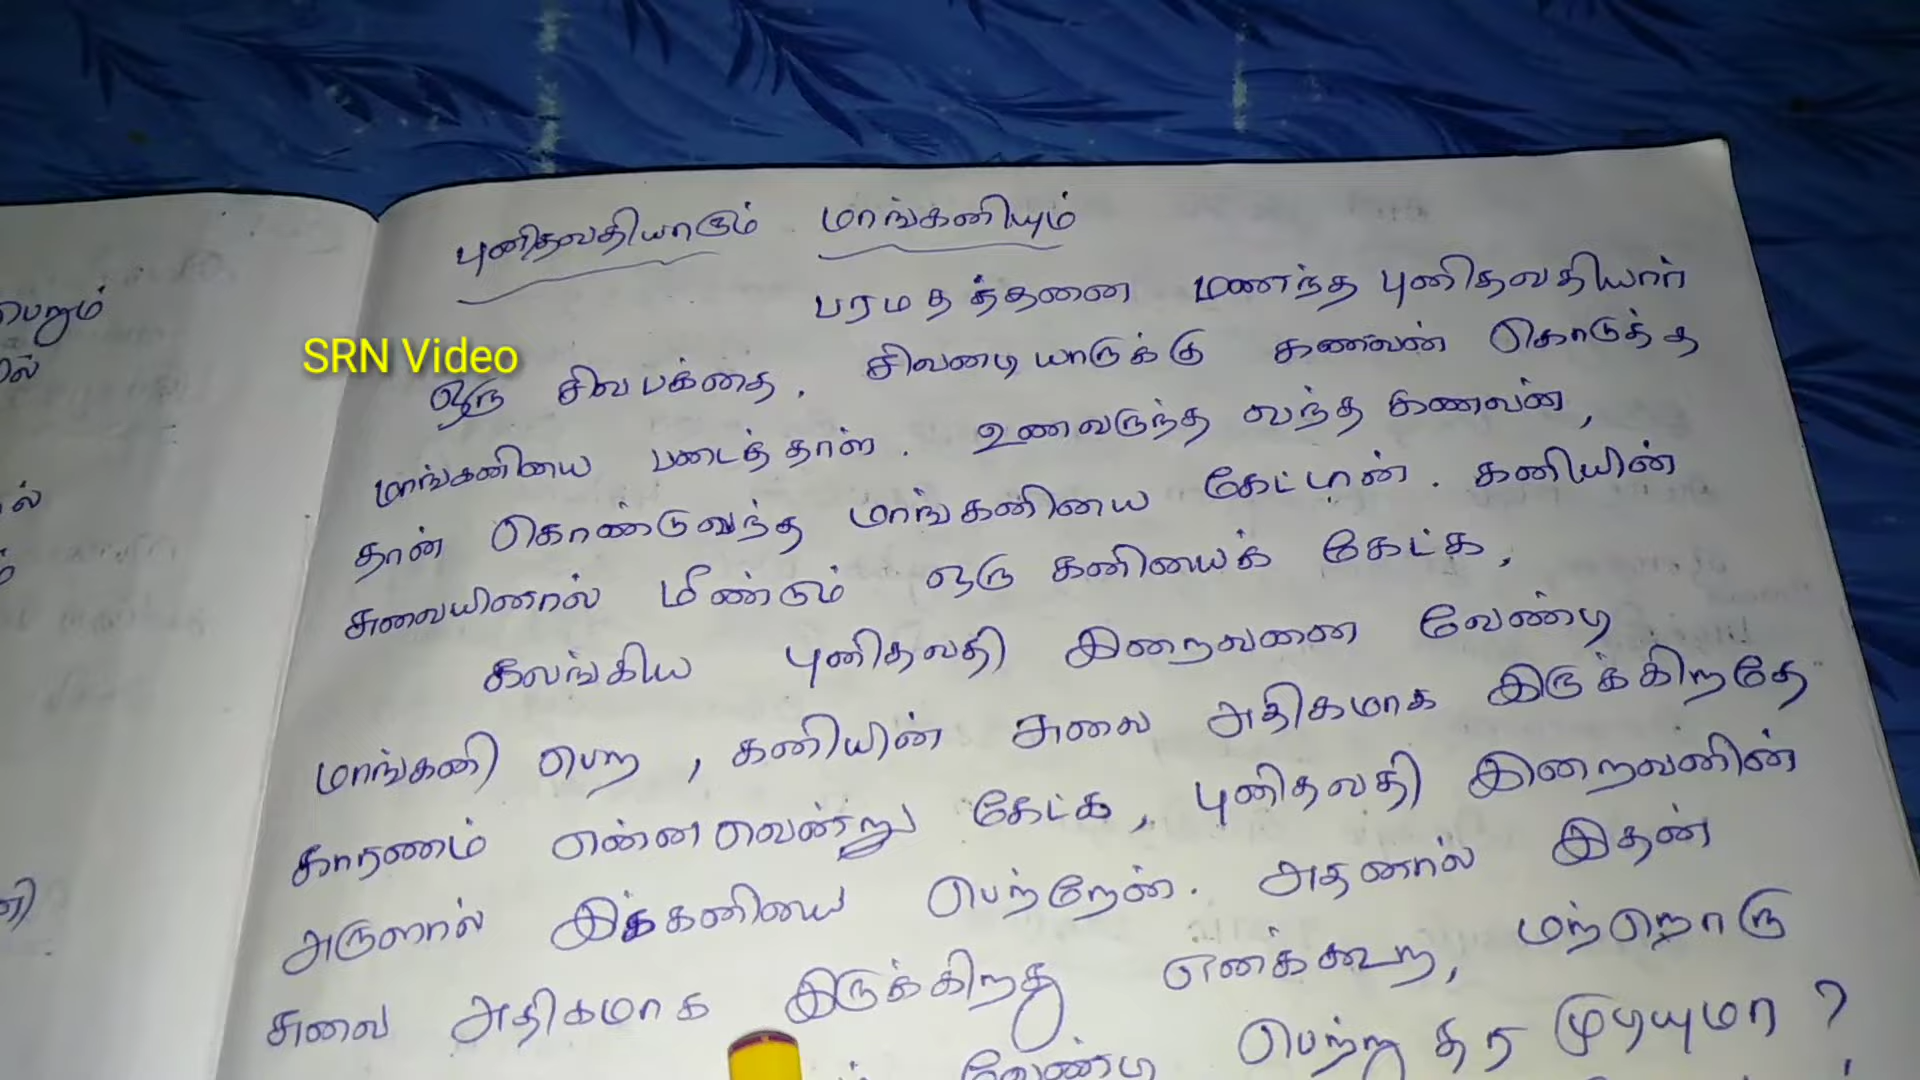 புனிதவதியாரும் மாங்கனியும்
பரமதத்தனை மணந்த புனிதவதியார்
பெறும்
SRN Video
ஒரு சிவபக்தை. சிவனடியாருக்கு கணவன் கொடுத்த
மாங்கனியை படைத்தாள். உணவருந்த வந்த கணவன்,
தான் கொண்டுவந்த மாங்கனியை கேட்டான். கனியின்
சுவையினால் மீண்டும் ஒரு கனியைக் கேட்க,
கலங்கிய புனிதவதி இறைவனை வேண்டி
மாங்கனி பெற, கனியின் சுவை அதிகமாக இருக்கிறதே
காரணம் என்னவென்று கேட்க, புனிதவதி இறைவனின்
அருளால் இக்கனியை பெற்றேன். அதனால் இதன்
சுவை அதிகமாக இருக்கிறது எனக்கூற, மற்றொரு
வேண்டி பெற்று தர முடியுமா?